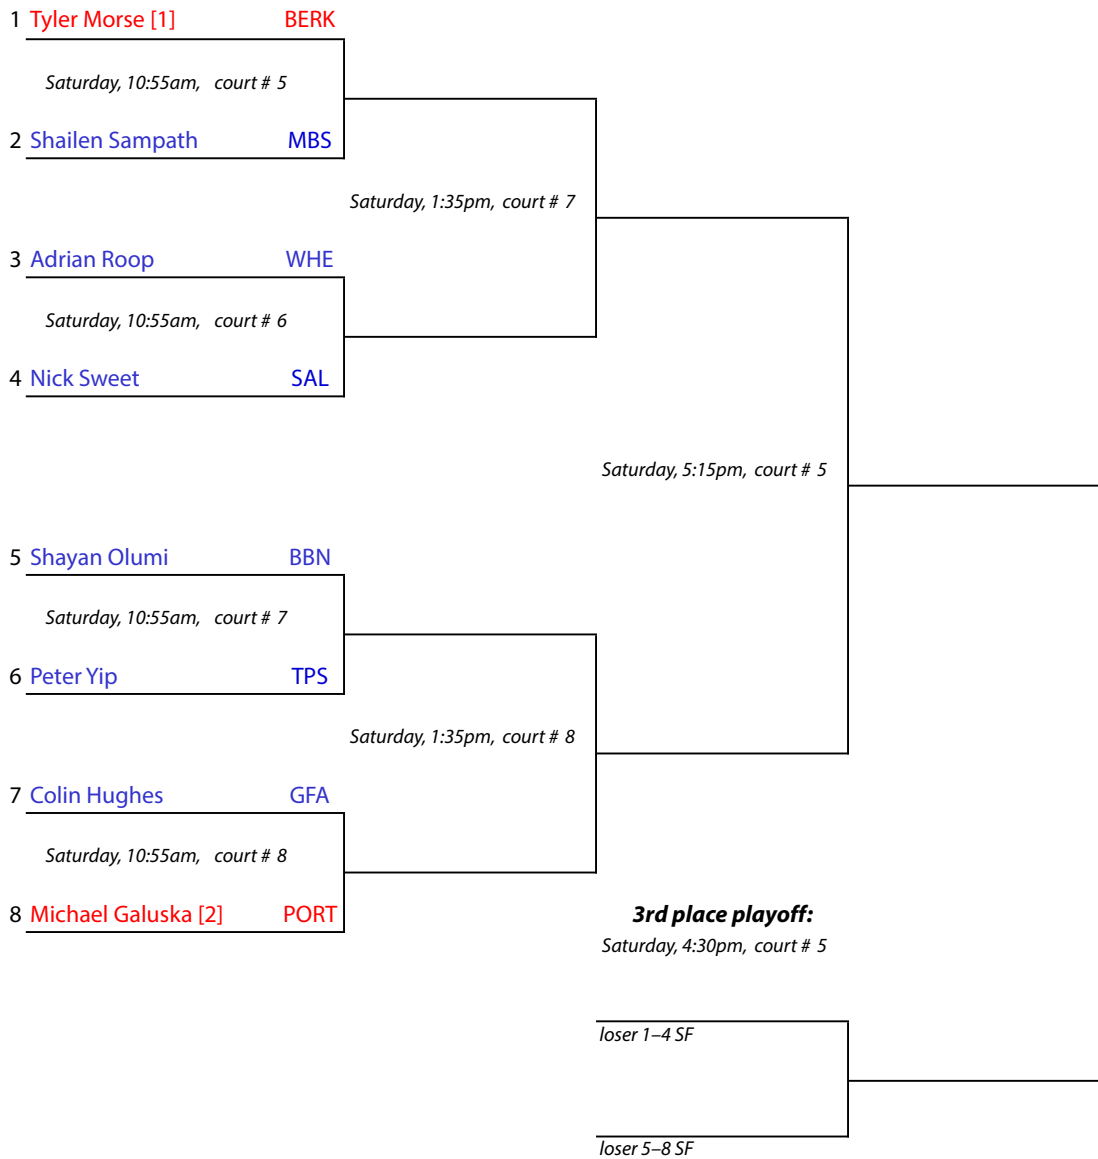 1 Tyler Morse [1] BERK
Saturday, 10:55am, court # 5
2 Shailen Sampath MBS
Saturday, 1:35pm, court # 7
3 Adrian Roop WHE
Saturday, 10:55am, court # 6
4 Nick Sweet SAL
Saturday, 5:15pm, court # 5
5 Shayan Olumi BBN
Saturday, 10:55am, court # 7
6 Peter Yip TPS
Saturday, 1:35pm, court # 8
7 Colin Hughes GFA
Saturday, 10:55am, court # 8
8 Michael Galuska [2] PORT
3rd place playoff:
Saturday, 4:30pm, court # 5
loser 1–4 SF
loser 5–8 SF